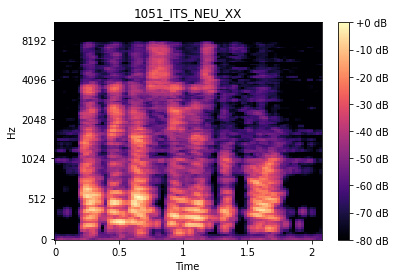 1051_ITS_NEU_XX
Hz
8192
4096
2048
1024
512
0
0
0.5
1
1.5
2
Time
+0 dB
-10 dB
-20 dB
-30 dB
-40 dB
-50 dB
-60 dB
-70 dB
-80 dB